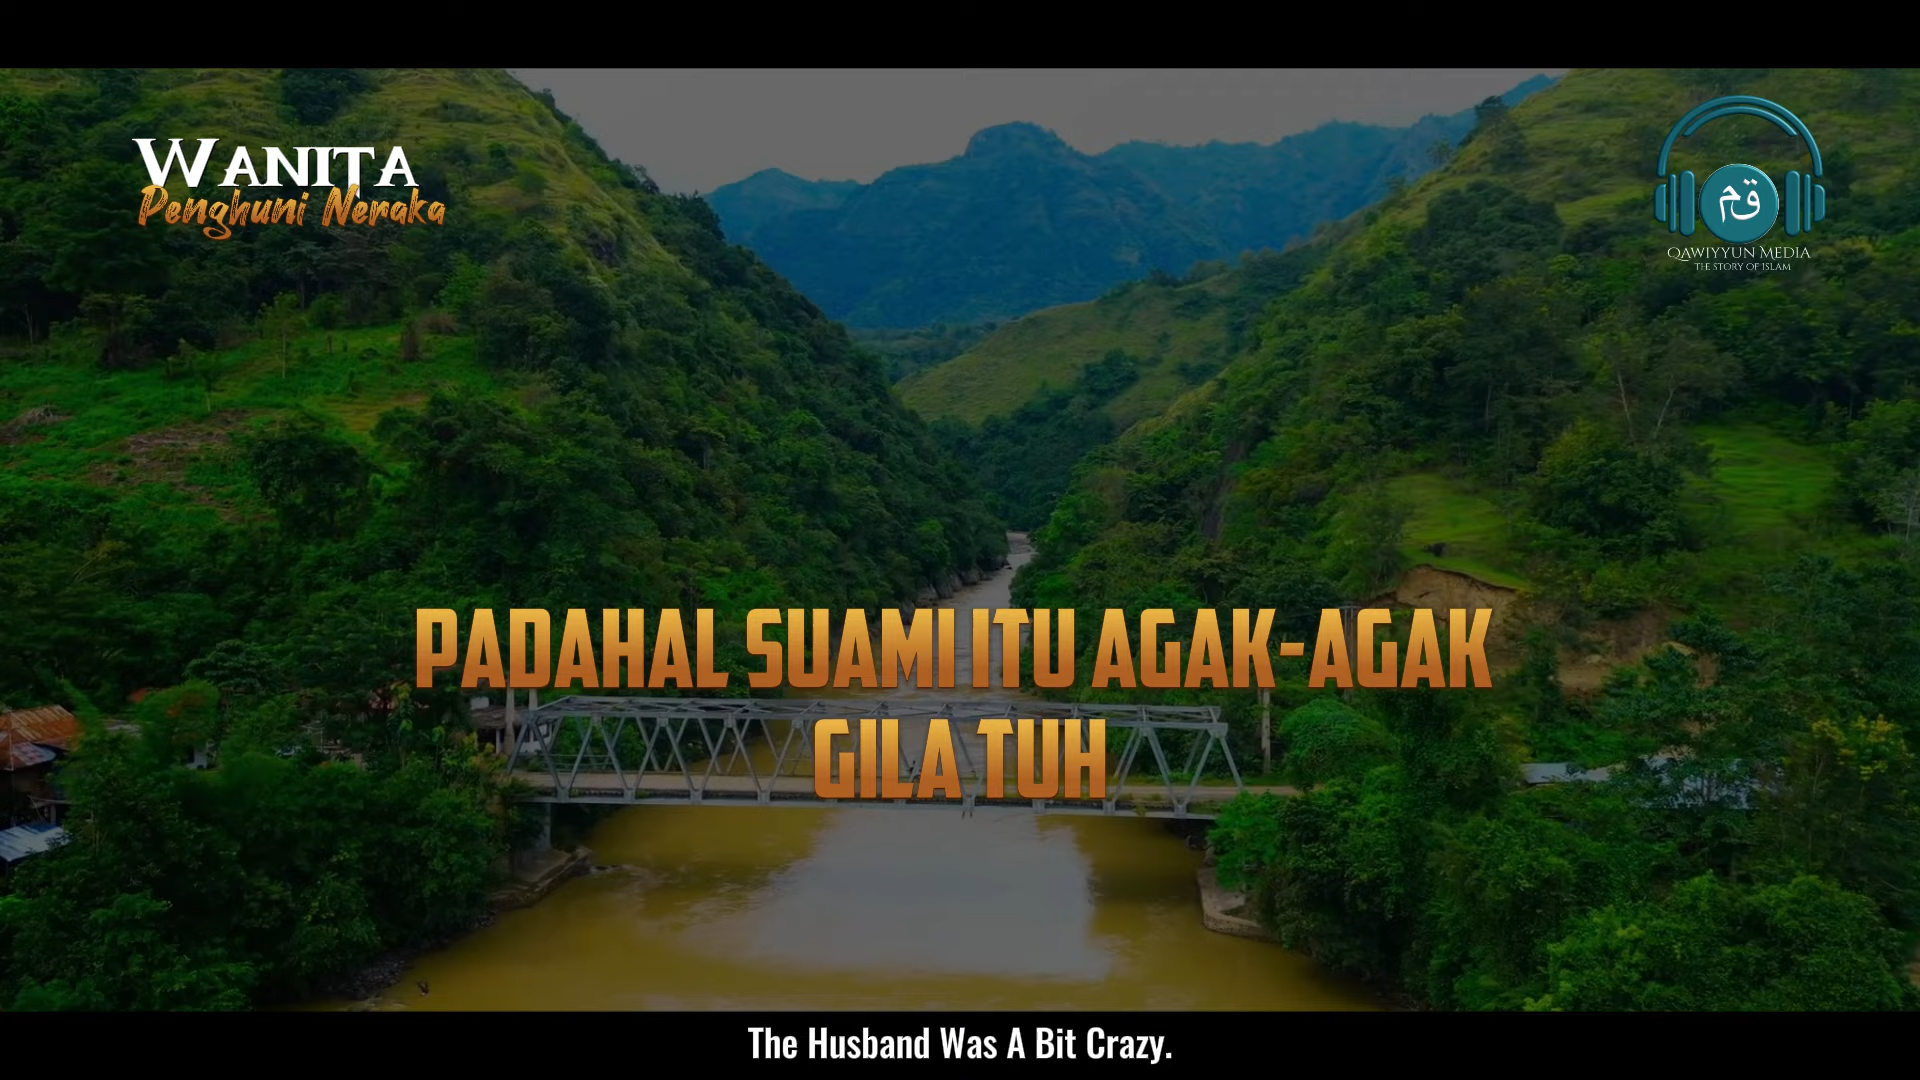 WANITA
Penghuni Neraka
قم
QAWIYYUN MEDIA
THE STORY OF ISLAM
PADAHAL SUAMI ITU AGAK-AGAK
GILA TUH
The Husband Was A Bit Crazy.